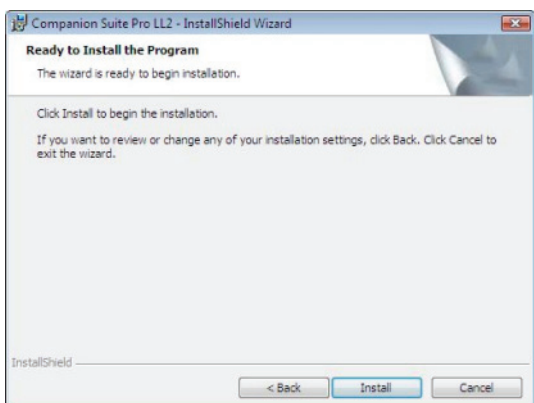 Companion Suite Pro LL2 - InstallShield Wizard
Ready to Install the Program
The wizard is ready to begin installation.
Click Install to begin the installation.
If you want to review or change any of your installation settings, click Back. Click Cancel to
exit the wizard.
InstallShield
< Back Install Cancel